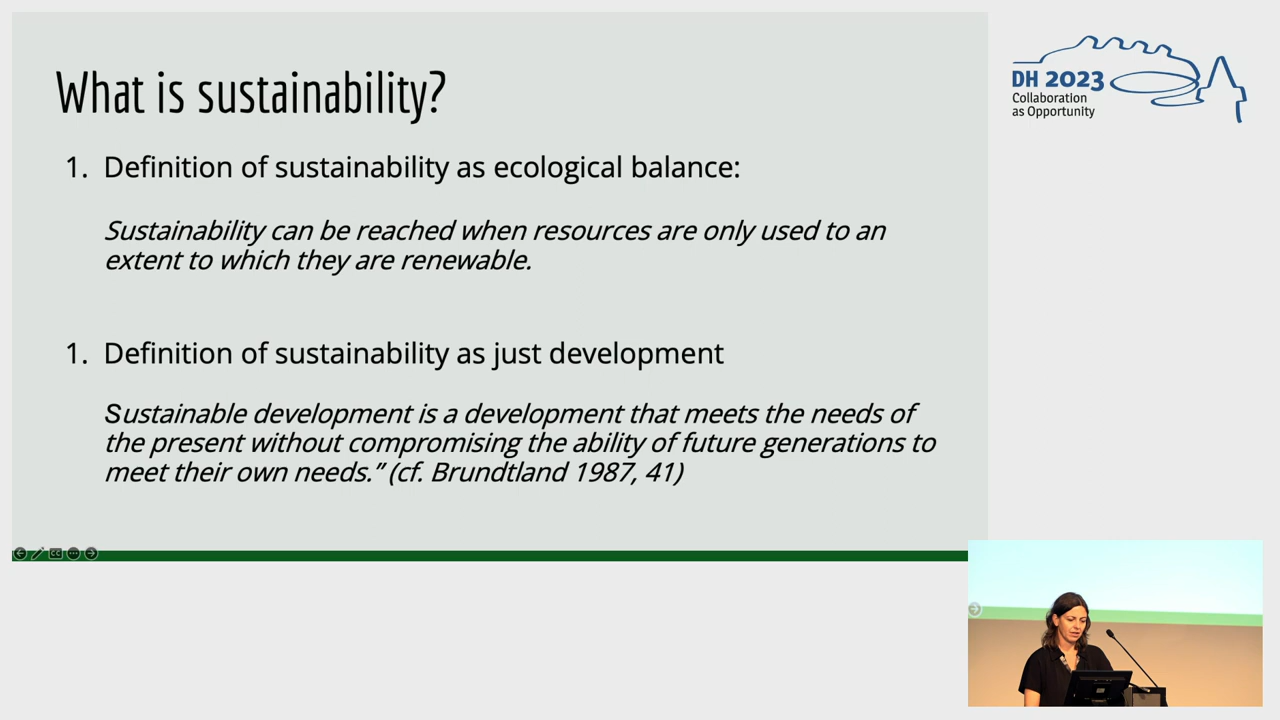 What is sustainability?
1. Definition of sustainability as ecological balance:
Sustainability can be reached when resources are only used to an
extent to which they are renewable.
1. Definition of sustainability as just development
Sustainable development is a development that meets the needs of
the present without compromising the ability of future generations to
meet their own needs.” (cf. Brundtland 1987, 41)
DH 2023
Collaboration
as Opportunity